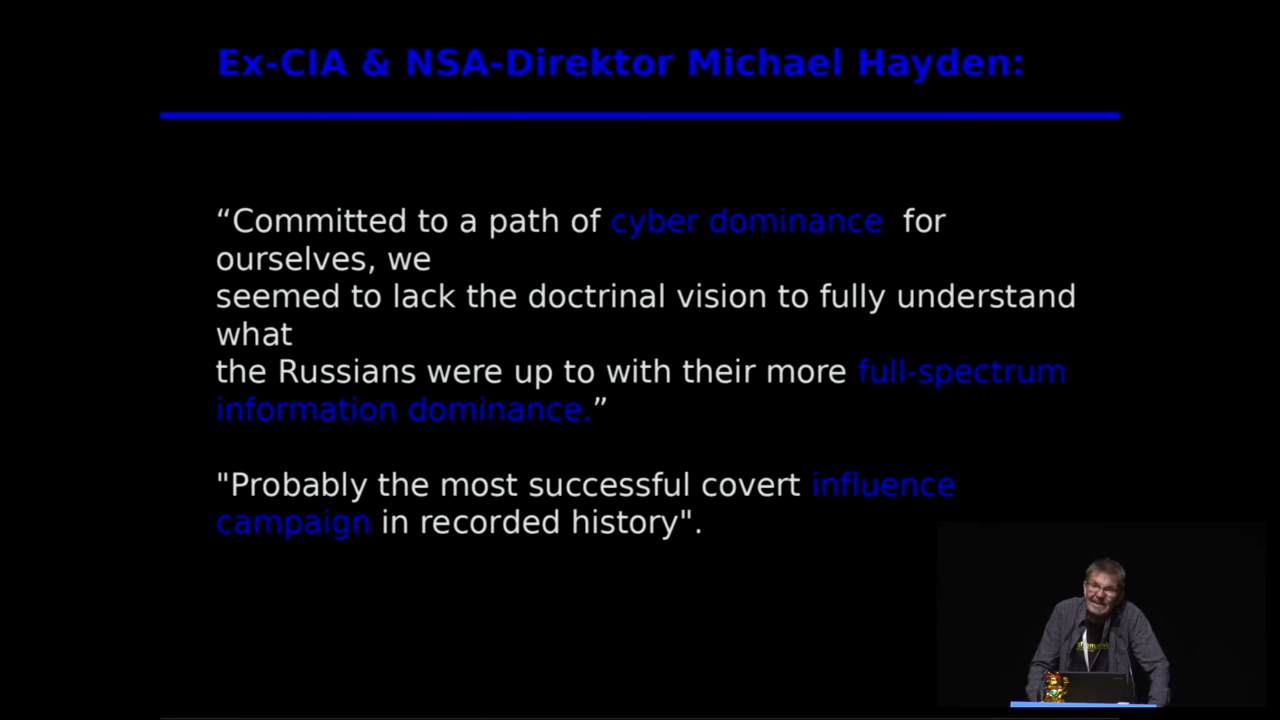 Ex-CIA & NSA-Direktor Michael Hayden:
“Committed to a path of cyber dominance for
ourselves, we
seemed to lack the doctrinal vision to fully understand
what
the Russians were up to with their more full-spectrum
information dominance.”
"Probably the most successful covert influence
campaign in recorded history".